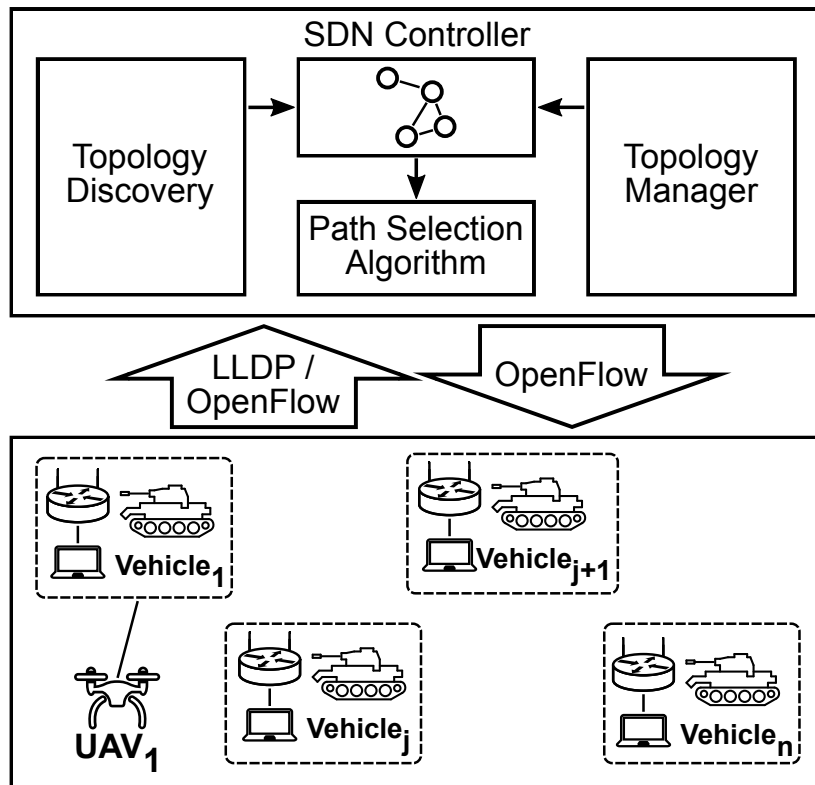 SDN Controller
Topology
Discovery
Topology
Manager
Path Selection
Algorithm
LLDP /
OpenFlow
OpenFlow
Vehicle1
Vehiclej+1
Vehiclej
Vehiclen
UAV1